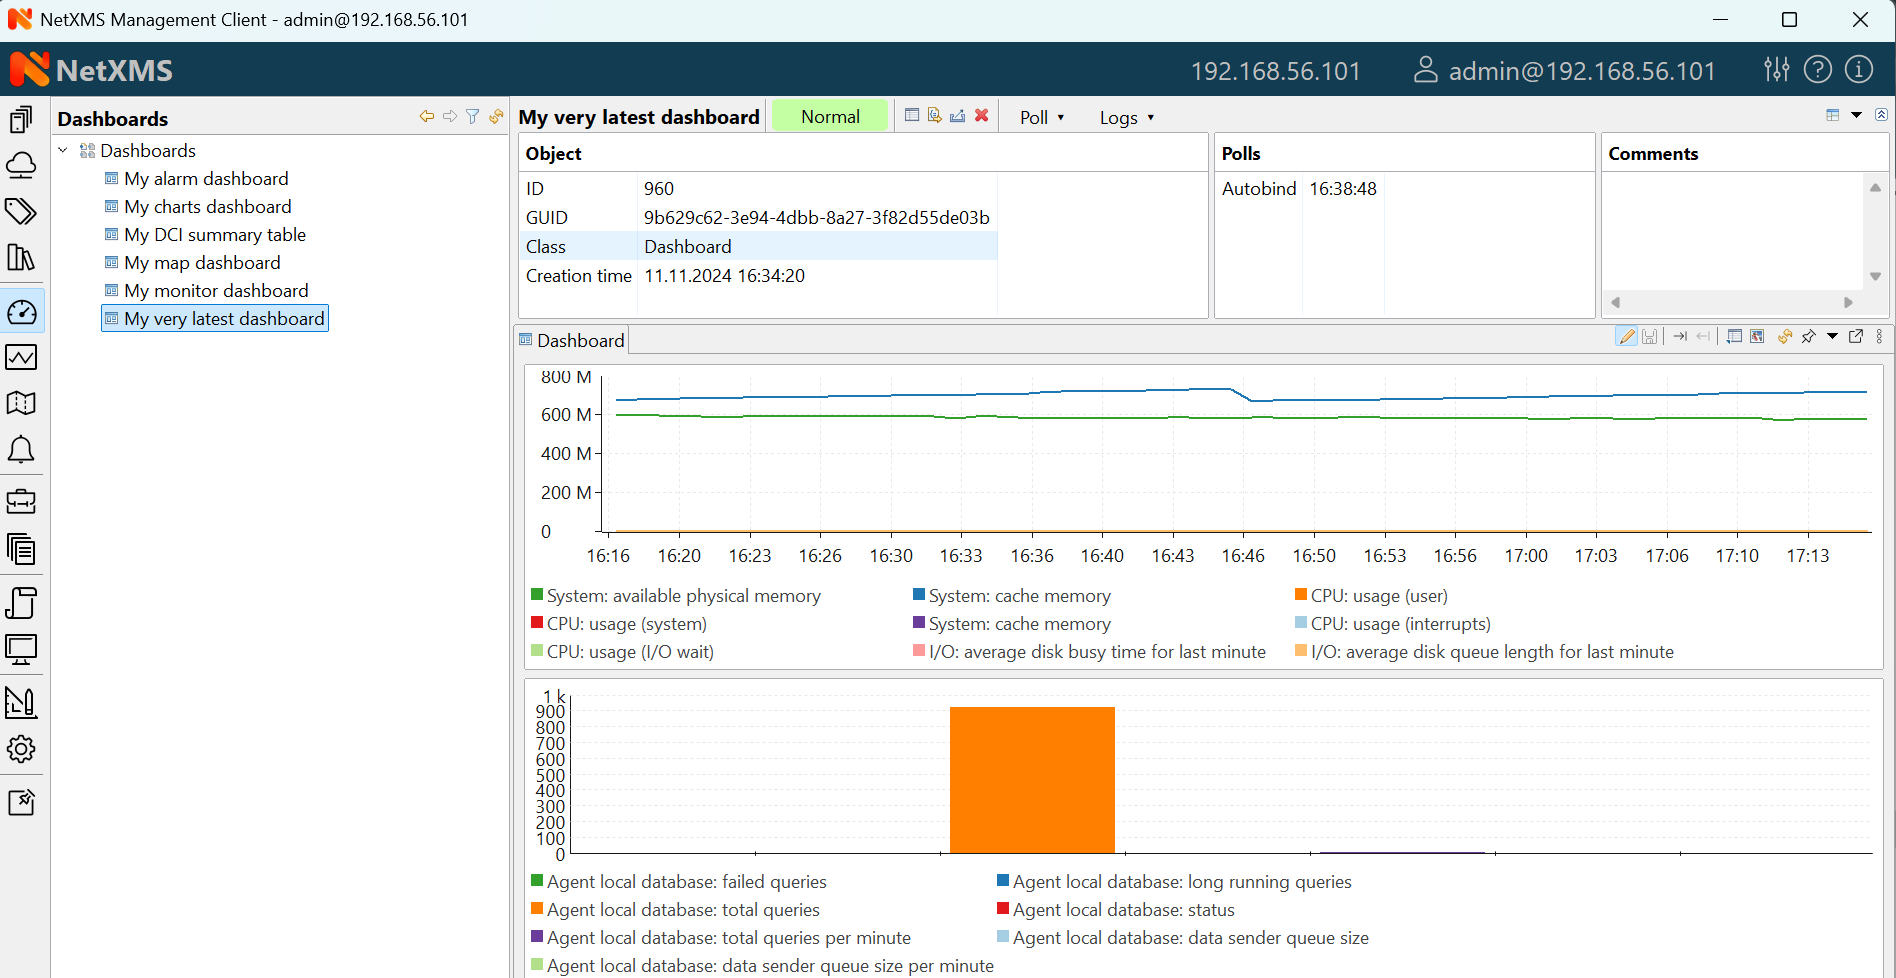 NetXMS Management Client - admin@192.168.56.101
NetXMS
192.168.56.101
admin@192.168.56.101
Dashboards
Dashboards
My alarm dashboard
My charts dashboard
My DCI summary table
My map dashboard
My monitor dashboard
My very latest dashboard
My very latest dashboard
Normal
Poll
Logs
Object
ID 960
GUID 9b629c62-3e94-4dbb-8a27-3f82d55de03b
Class Dashboard
Creation time 11.11.2024 16:34:20
Polls
Autobind 16:38:48
Comments
Dashboard
800 M
600 M
400 M
200 M
0
16:16 16:20 16:23 16:26 16:30 16:33 16:36 16:40 16:43 16:46 16:50 16:53 16:56 17:00 17:03 17:06 17:10 17:13
System: available physical memory System: cache memory CPU: usage (user)
CPU: usage (system) System: cache memory CPU: usage (interrupts)
CPU: usage (I/O wait) I/O: average disk busy time for last minute I/O: average disk queue length for last minute
1 k
900
800
700
600
500
400
300
200
100
0
Agent local database: failed queries Agent local database: long running queries
Agent local database: total queries Agent local database: status
Agent local database: total queries per minute Agent local database: data sender queue size
Agent local database: data sender queue size per minute